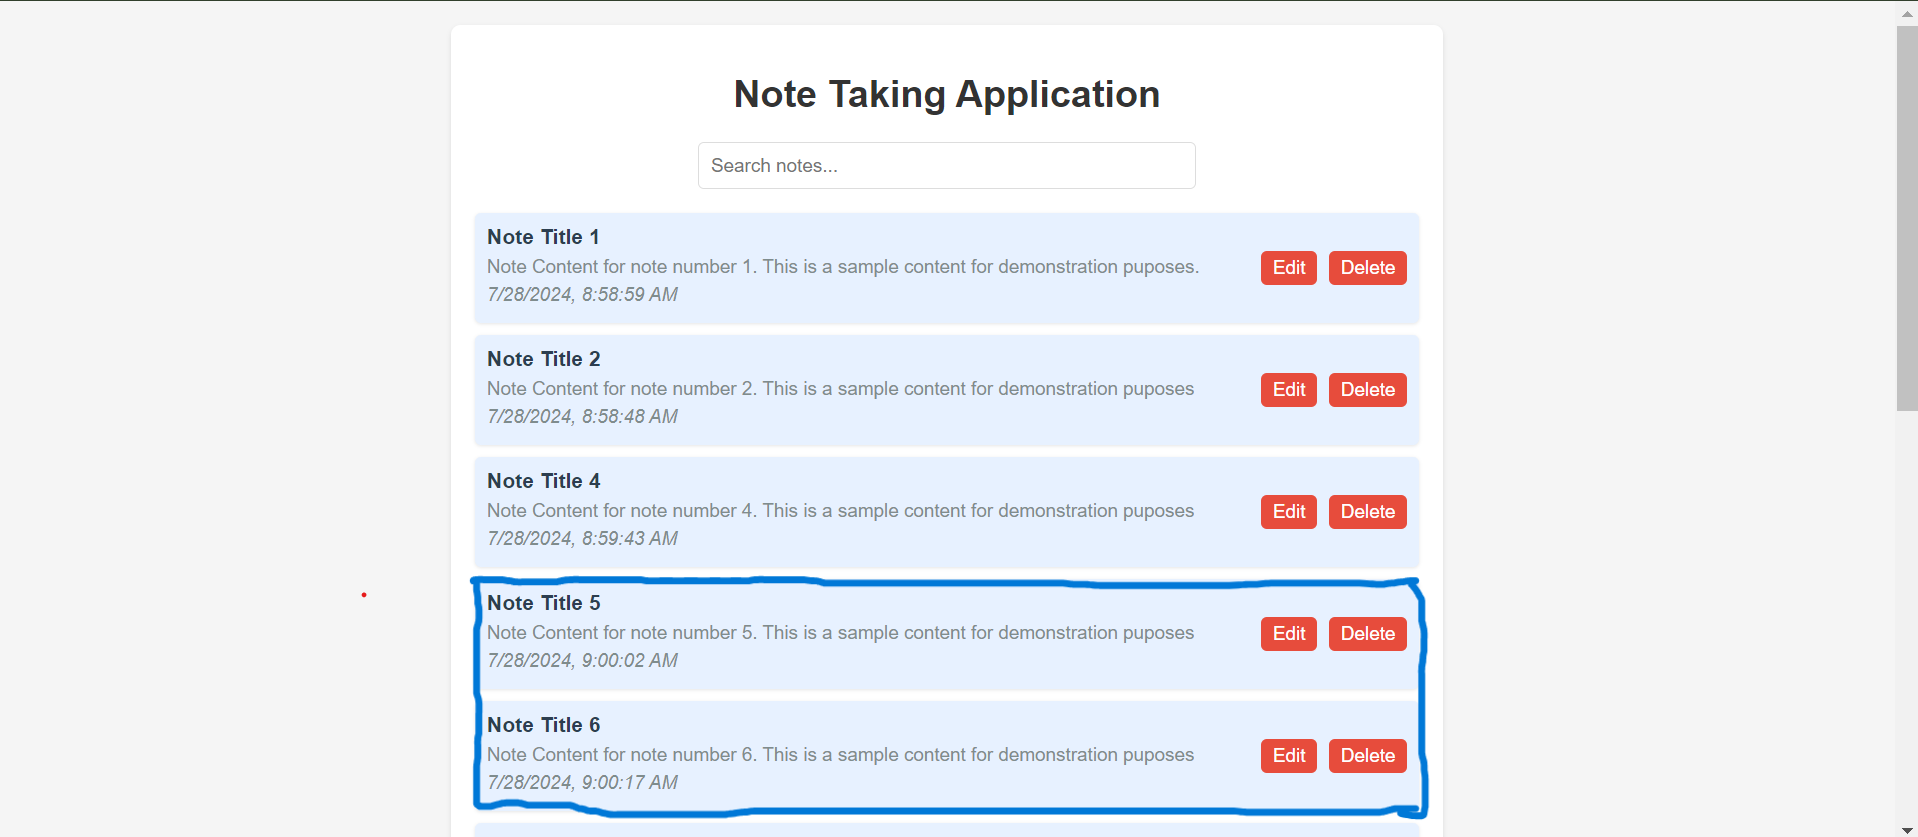 Note Taking Application
Search notes...
Note Title 1
Note Content for note number 1. This is a sample content for demonstration puposes.
7/28/2024, 8:58:59 AM
Edit Delete
Note Title 2
Note Content for note number 2. This is a sample content for demonstration puposes
7/28/2024, 8:58:48 AM
Edit Delete
Note Title 4
Note Content for note number 4. This is a sample content for demonstration puposes
7/28/2024, 8:59:43 AM
Edit Delete
Note Title 5
Note Content for note number 5. This is a sample content for demonstration puposes
7/28/2024, 9:00:02 AM
Edit Delete
Note Title 6
Note Content for note number 6. This is a sample content for demonstration puposes
7/28/2024, 9:00:17 AM
Edit Delete